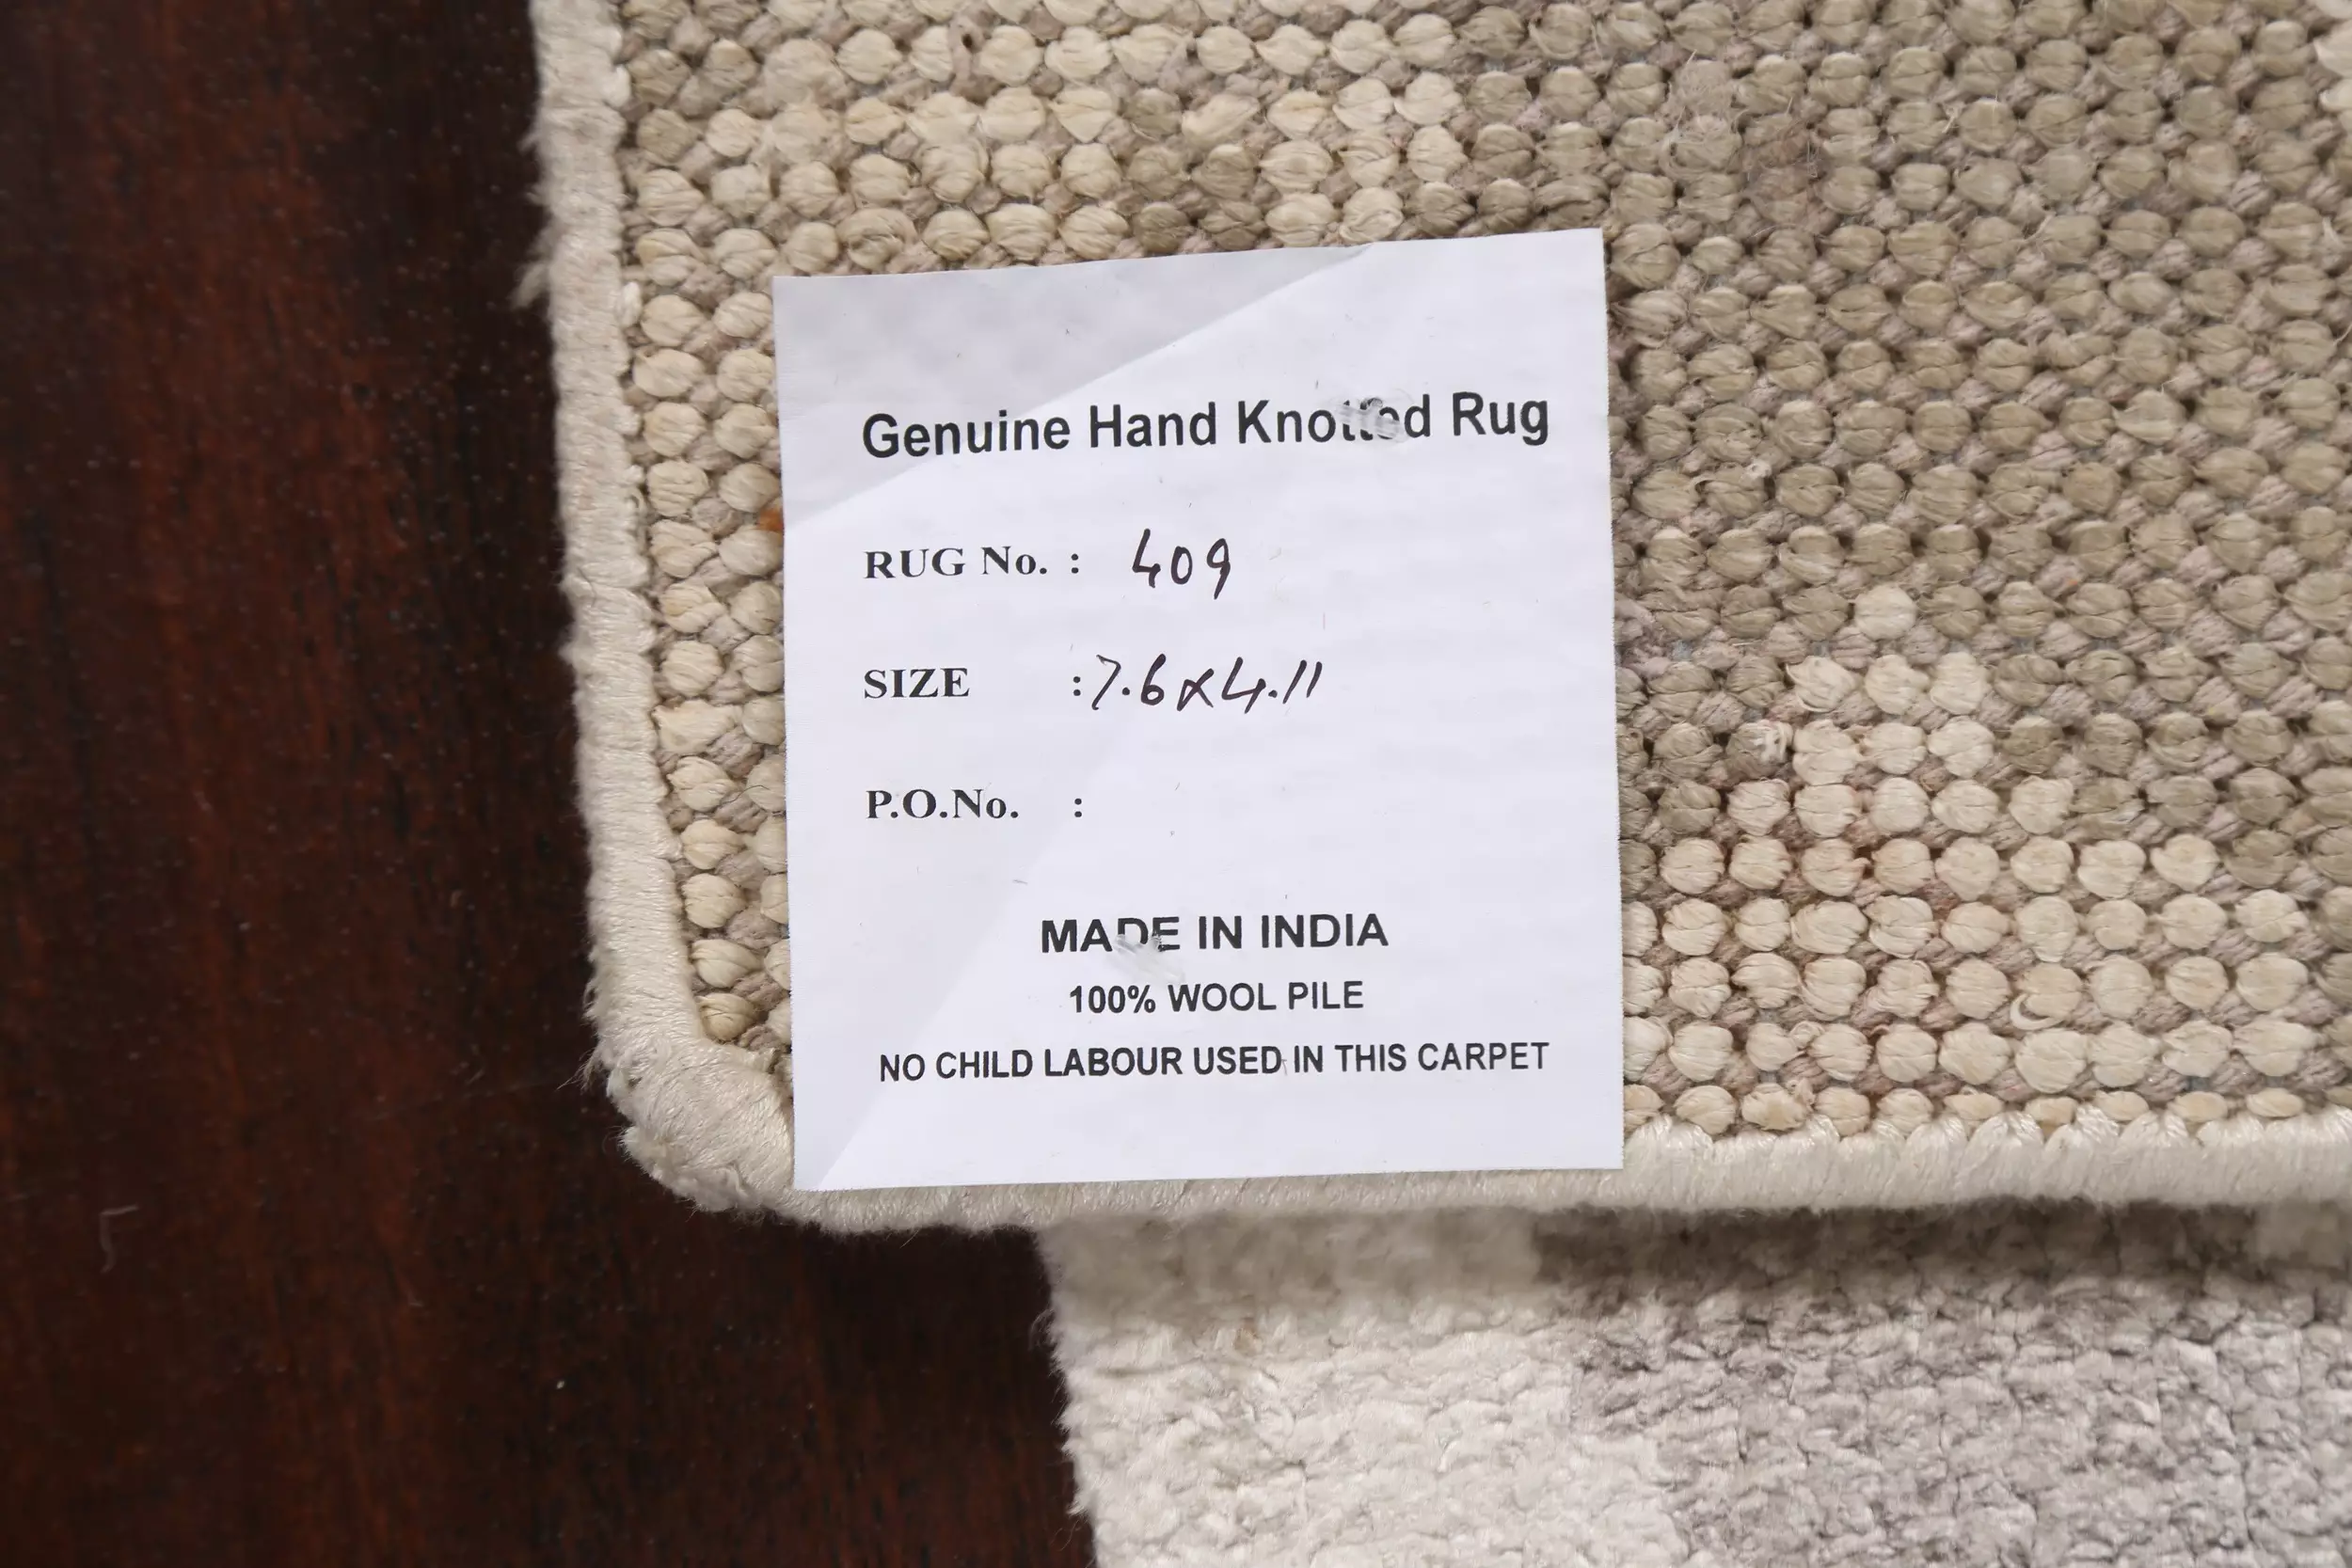 Genuine Hand Knotted Rug
RUG No. : 409
SIZE : 7.6x4.11
P.O.No. :
MADE IN INDIA
100% WOOL PILE
NO CHILD LABOUR USED IN THIS CARPET